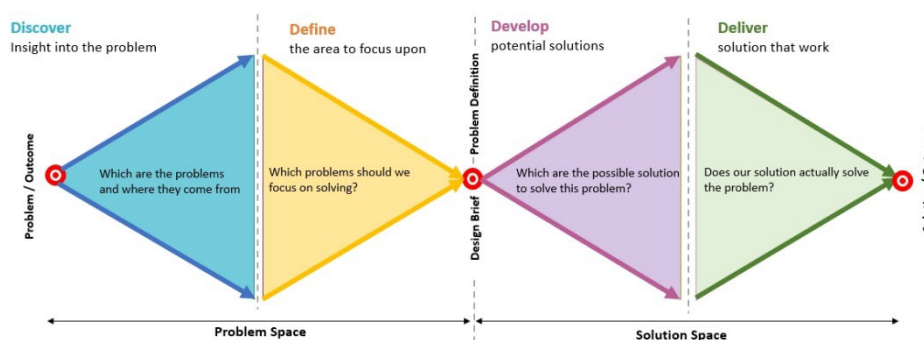 Discover
Insight into the problem
Define
the area to focus upon
Develop
potential solutions
Deliver
solution that work
Problem / Outcome
Which are the problems
and where they come from
Which problems should we
focus on solving?
Problem Definition
Design Brief
Which are the possible solution
to solve this problem?
Does our solution actually solve
the problem?
Problem Space
Solution Space